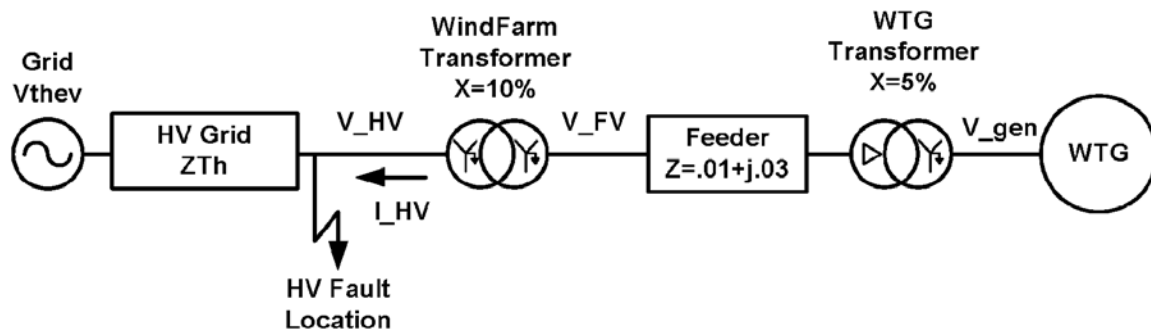 Grid
Vthev
HV Grid
ZTh
V_HV
I_HV
HV Fault
Location
WindFarm
Transformer
X=10%
V_FV
Feeder
Z=.01+j.03
WTG
Transformer
X=5%
V_gen
WTG